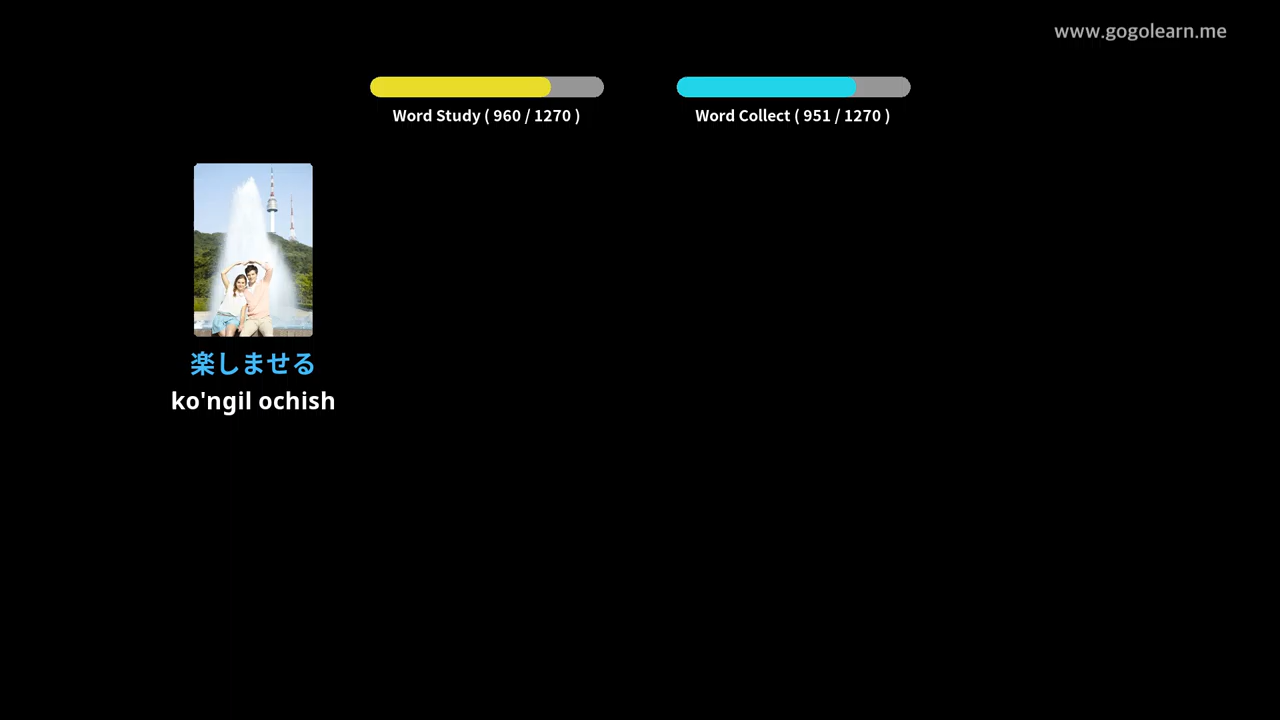 www.gogolearn.me
Word Study ( 960 / 1270 )
Word Collect ( 951 / 1270 )
楽しませる
ko'ngil ochish